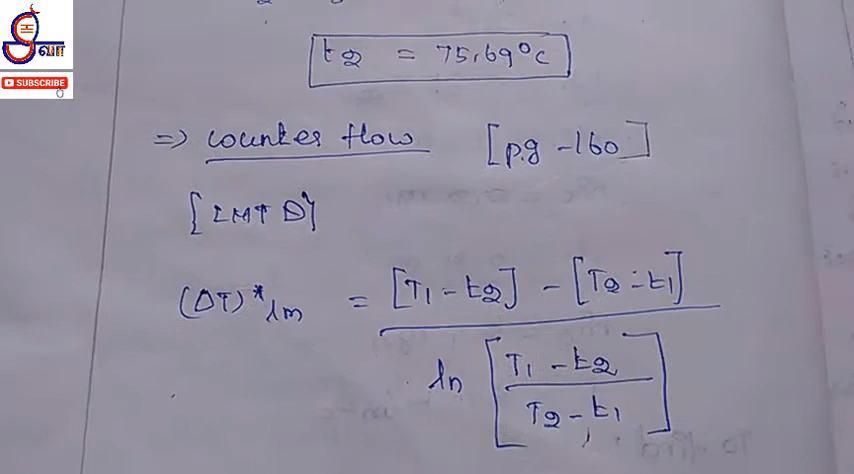 SUBSCRIBE
t2 = 75.69°C
=> Counter flow [p.g -160]
[LMTD]
(ΔT)*lm = [T1 - t2] - [T2 - t1]
ln [T1 - t2
T2 - t1]